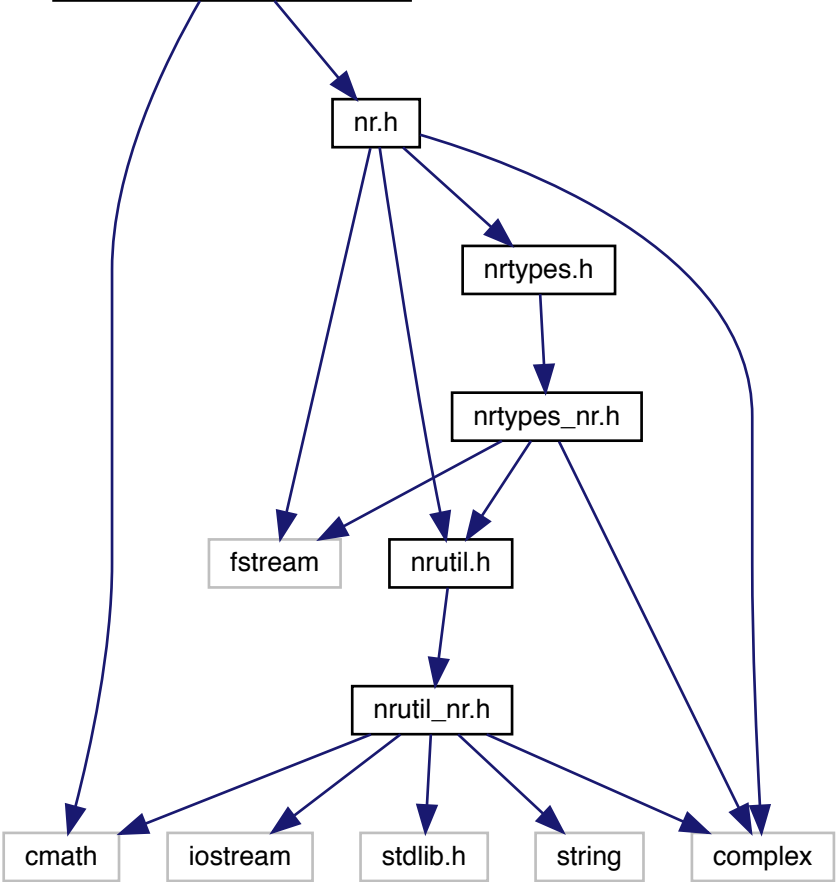 nr.h
nrtypes.h
nrtypes_nr.h
fstream
nrutil.h
nrutil_nr.h
cmath
iostream
stdlib.h
string
complex